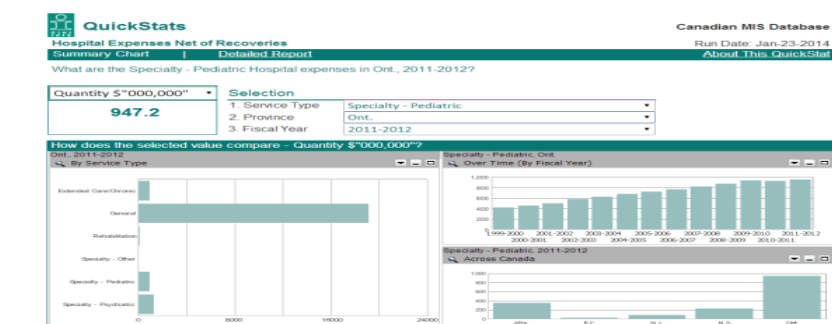 QuickStats
Canadian MIS Database
Hospital Expenses Net of Recoveries
Run Date: Jan-23-2014
Summary Chart | Detailed Report
About This QuickStat
What are the Specialty - Pediatric Hospital expenses in Ont., 2011-2012?
Quantity $"000,000"
947.2
Selection
1. Service Type Specialty - Pediatric
2. Province Ont.
3. Fiscal Year 2011-2012
How does the selected value compare - Quantity $"000,000"?
Ont., 2011-2012
By Service Type
Extended Care/Chronic
General
Rehabilitation
Specialty - Other
Specialty - Pediatric
Specialty - Psychiatric
0 8000 16000 24000
Specialty - Pediatric, Ont.
Over Time (By Fiscal Year)
1,000
800
600
400
200
0
1999-2000 2001-2002 2003-2004 2005-2006 2007-2008 2009-2010 2011-2012
2000-2001 2002-2003 2004-2005 2006-2007 2008-2009 2010-2011
Specialty - Pediatric, 2011-2012
Across Canada
1,000
800
600
400
200
0
Alta. B.C. N.L. N.S. Ont.